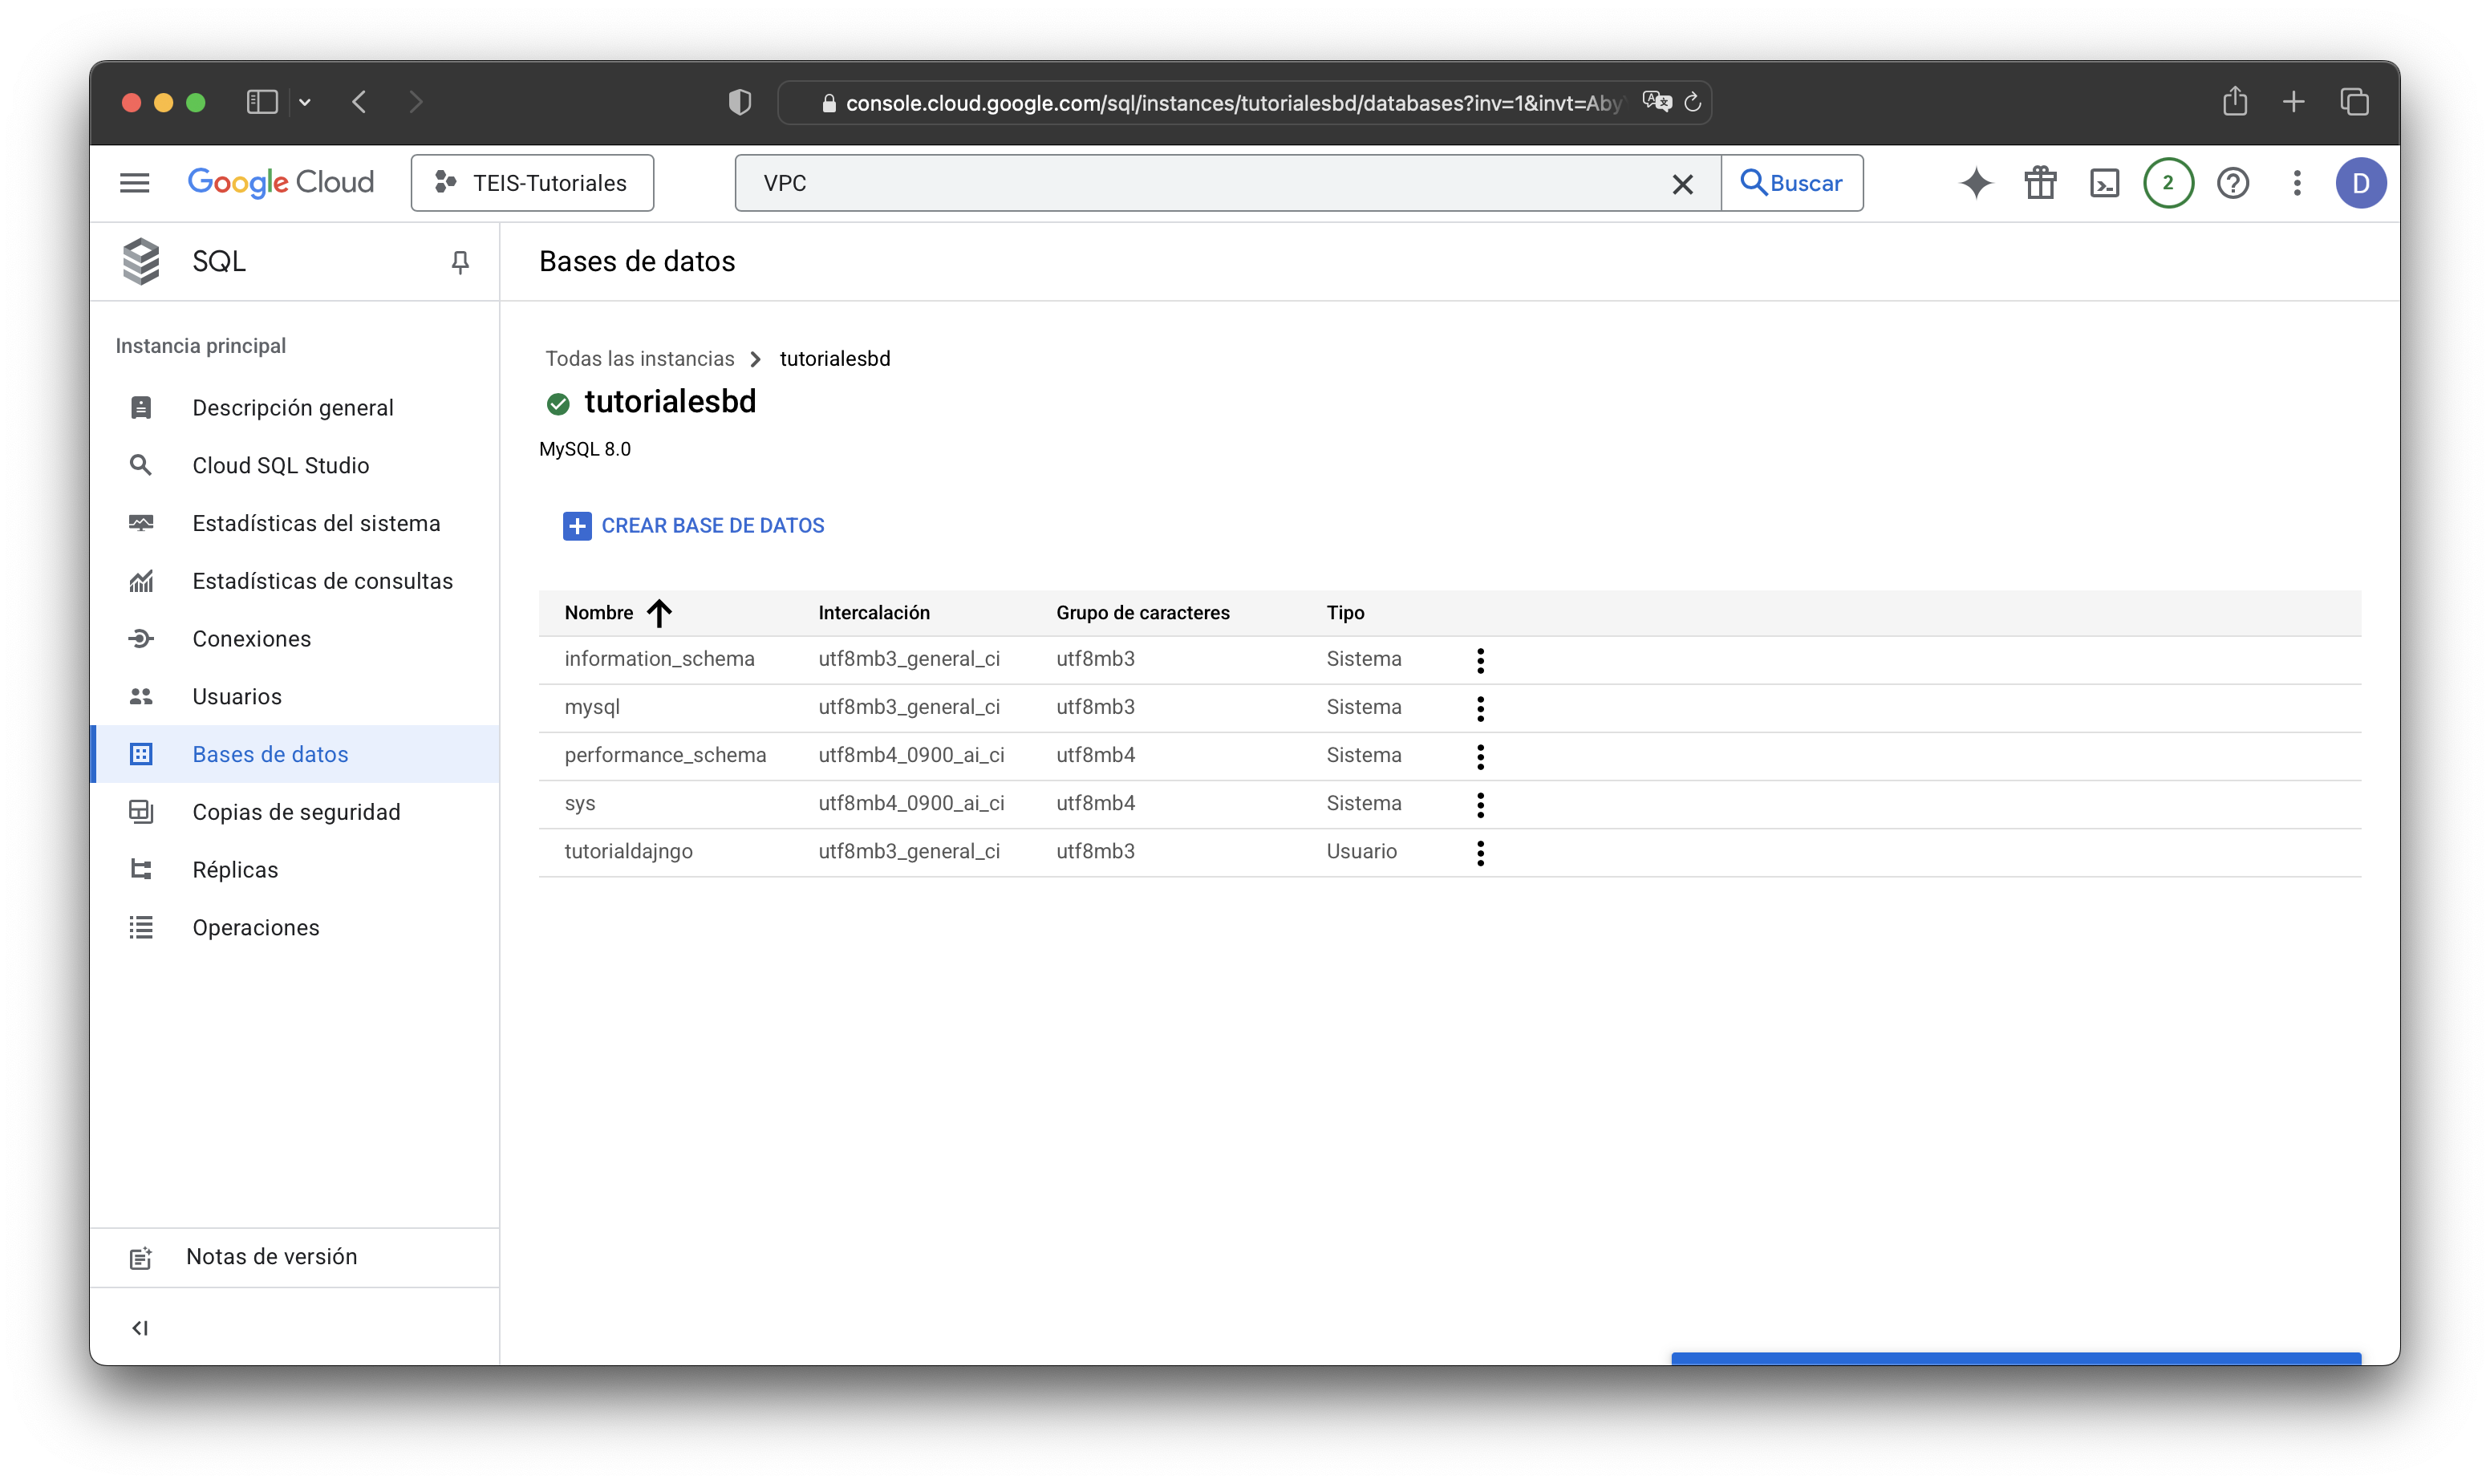 console.cloud.google.com/sql/instances/tutorialesbd/databases?inv=1&invt=Aby
Google Cloud
TEIS-Tutoriales
VPC
Buscar
2
D
SQL
Bases de datos
Instancia principal
Descripción general
Cloud SQL Studio
Estadísticas del sistema
Estadísticas de consultas
Conexiones
Usuarios
Bases de datos
Copias de seguridad
Réplicas
Operaciones
Notas de versión
Todas las instancias > tutorialesbd
tutorialesbd
MySQL 8.0
CREAR BASE DE DATOS
Nombre Intercalación Grupo de caracteres Tipo
information_schema utf8mb3_general_ci utf8mb3 Sistema
mysql utf8mb3_general_ci utf8mb3 Sistema
performance_schema utf8mb4_0900_ai_ci utf8mb4 Sistema
sys utf8mb4_0900_ai_ci utf8mb4 Sistema
tutorialdajngo utf8mb3_general_ci utf8mb3 Usuario